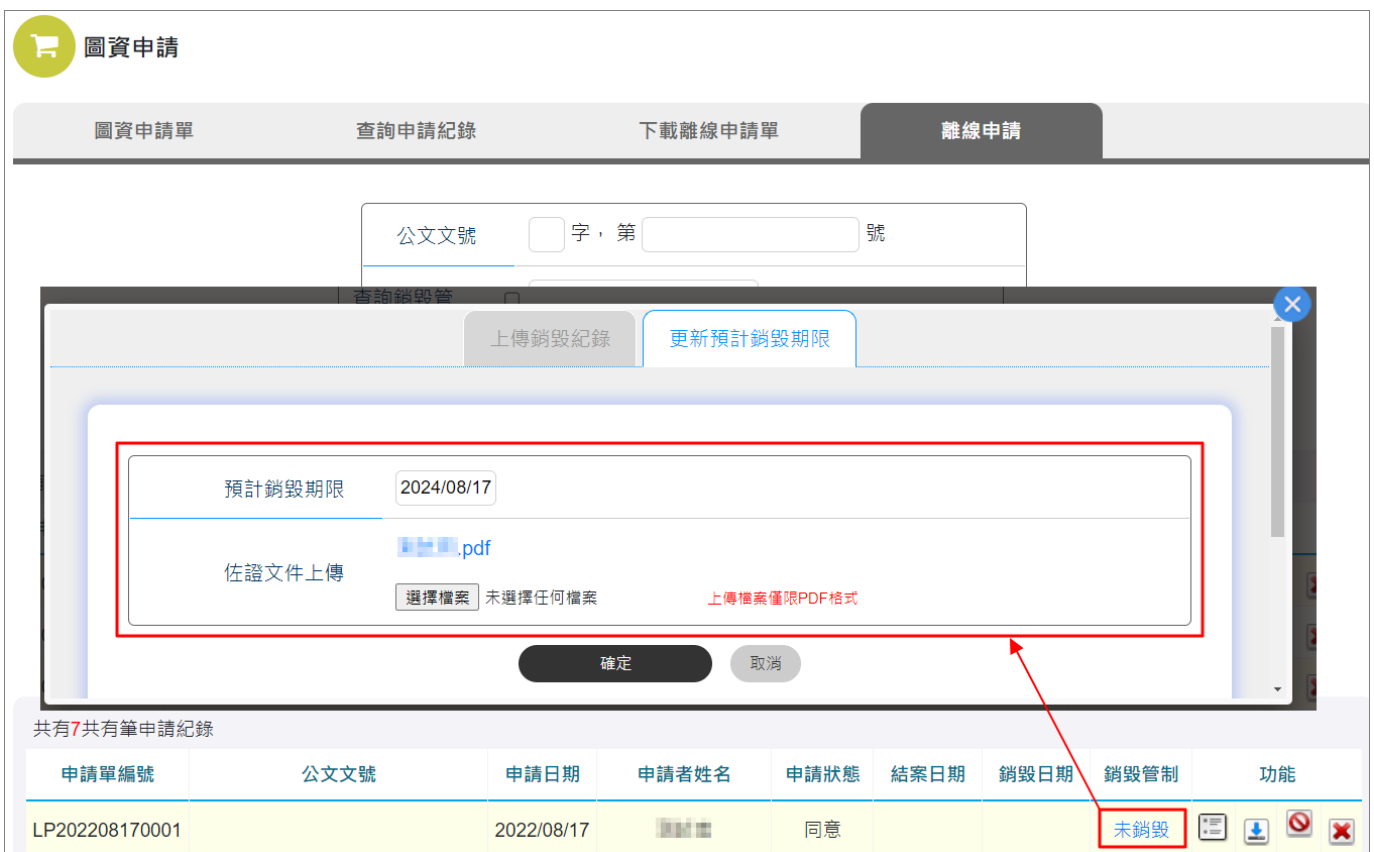 圖資申請
圖資申請單 查詢申請紀錄 下載離線申請單 離線申請
公文文號 字, 第 號
查詢銷毀管
上傳銷毀紀錄 更新預計銷毀期限
預計銷毀期限 2024/08/17
.pdf
佐證文件上傳
選擇檔案 未選擇任何檔案 上傳檔案僅限PDF格式
確定 取消
共有7共有筆申請紀錄
申請單編號 公文文號 申請日期 申請者姓名 申請狀態 結案日期 銷毀日期 銷毀管制 功能
LP202208170001 2022/08/17 同意 未銷毀